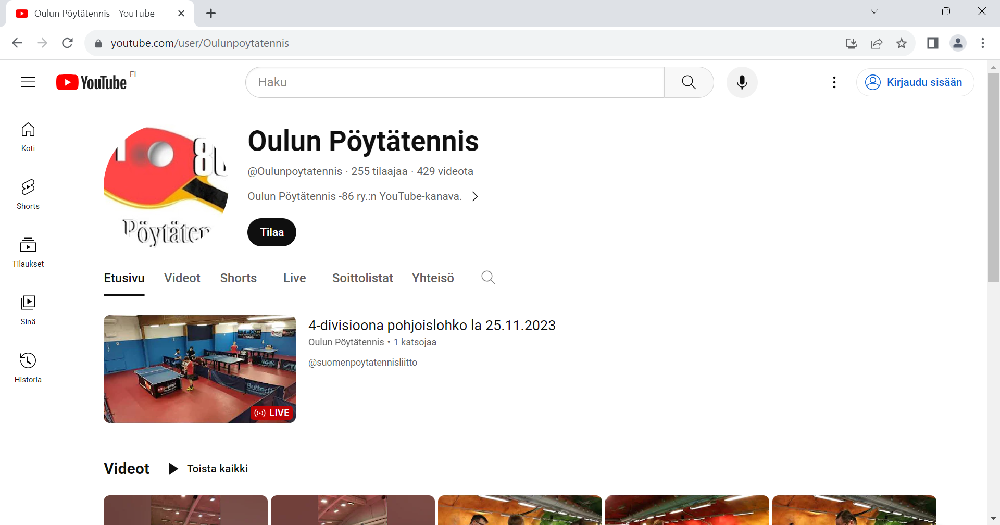 Oulun Pöytätennis - YouTube
youtube.com/user/Oulunpoytatennis
YouTube FI
Haku
Kirjaudu sisään
Koti
Shorts
Tilaukset
Sinä
Historia
Oulun Pöytätennis
@Oulunpoytatennis · 255 tilaajaa · 429 videota
Oulun Pöytätennis -86 ry.:n YouTube-kanava.
Tilaa
Pöytäten
Etusivu Videot Shorts Live Soittolistat Yhteisö
4-divisioona pohjoislohko la 25.11.2023
Oulun Pöytätennis • 1 katsojaa
@suomenpoytatennisliitto
LIVE
Videot
Toista kaikki